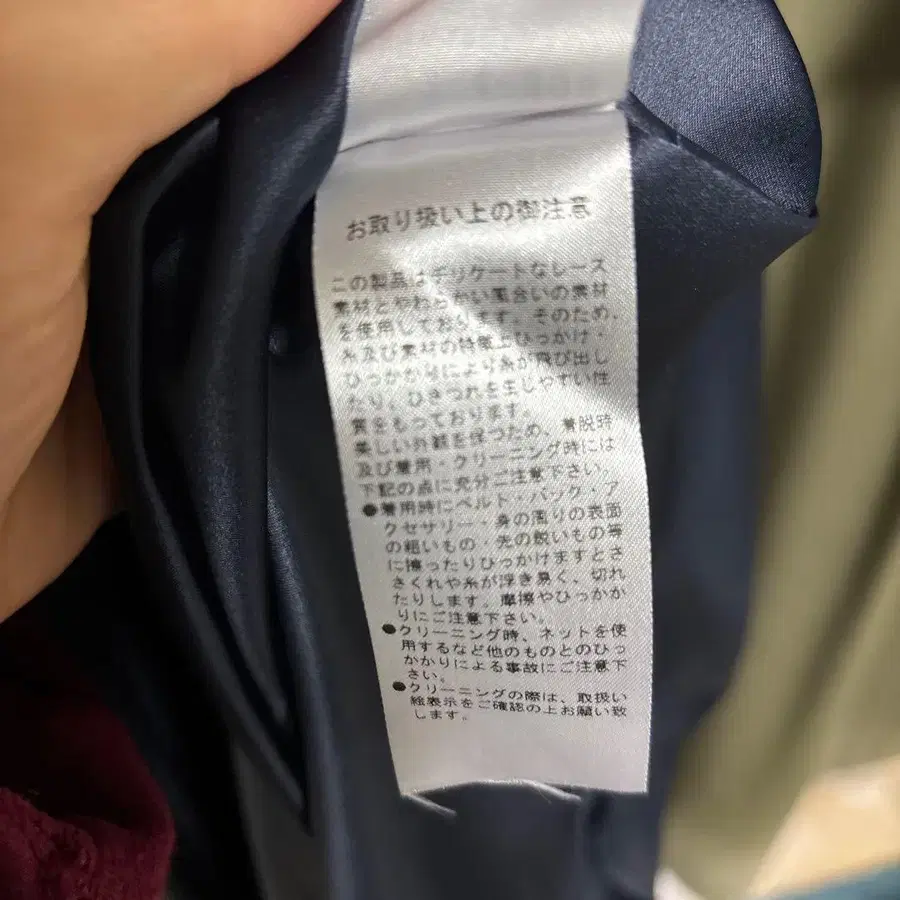 お取り扱い上の御注意
この製品はデリケートなレース
素材とやわらかい風合いの素材
を使用しております。そのため、
糸及び素材の特徴上ひっかけ・
ひっかかりにより糸が飛び出し
たり、ひきつれを生じやすい性
質をもっております。
美しい外観を保つため、着脱時
及び着用・クリーニング時には
下記の点に充分ご注意下さい。
●着用時にベルト・バック・ア
クセサリー・身の周りの表面
の粗いもの・先の鋭いもの等
に擦ったりひっかけますとさ
さくれや糸が浮き易く、切れ
たりします。摩擦やひっかか
りにご注意下さい。
●クリーニング時、ネットを使
用するなど他のものとのひっ
かかりによる事故にご注意下
さい。
●クリーニングの際は、取扱い
絵表示をご確認の上お願い致
します。